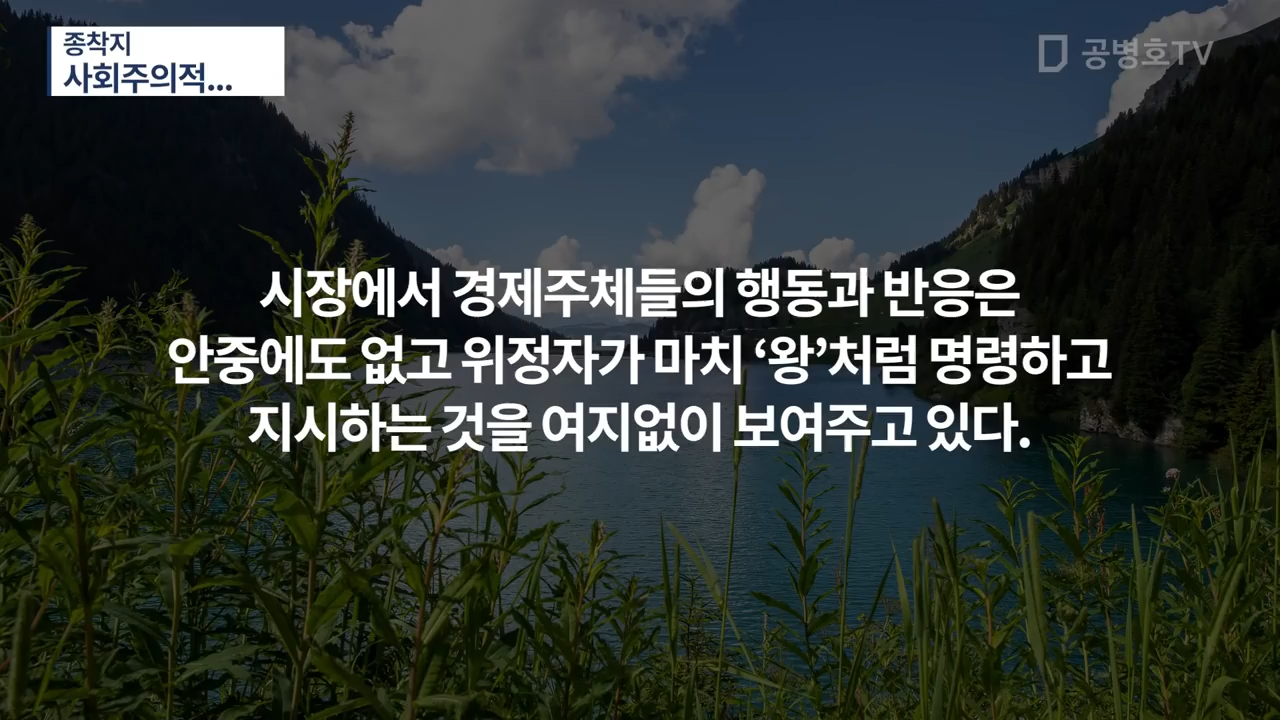 종착지
사회주의적...
공병호TV
시장에서 경제주체들의 행동과 반응은
안중에도 없고 위정자가 마치 ‘왕’처럼 명령하고
지시하는 것을 여지없이 보여주고 있다.